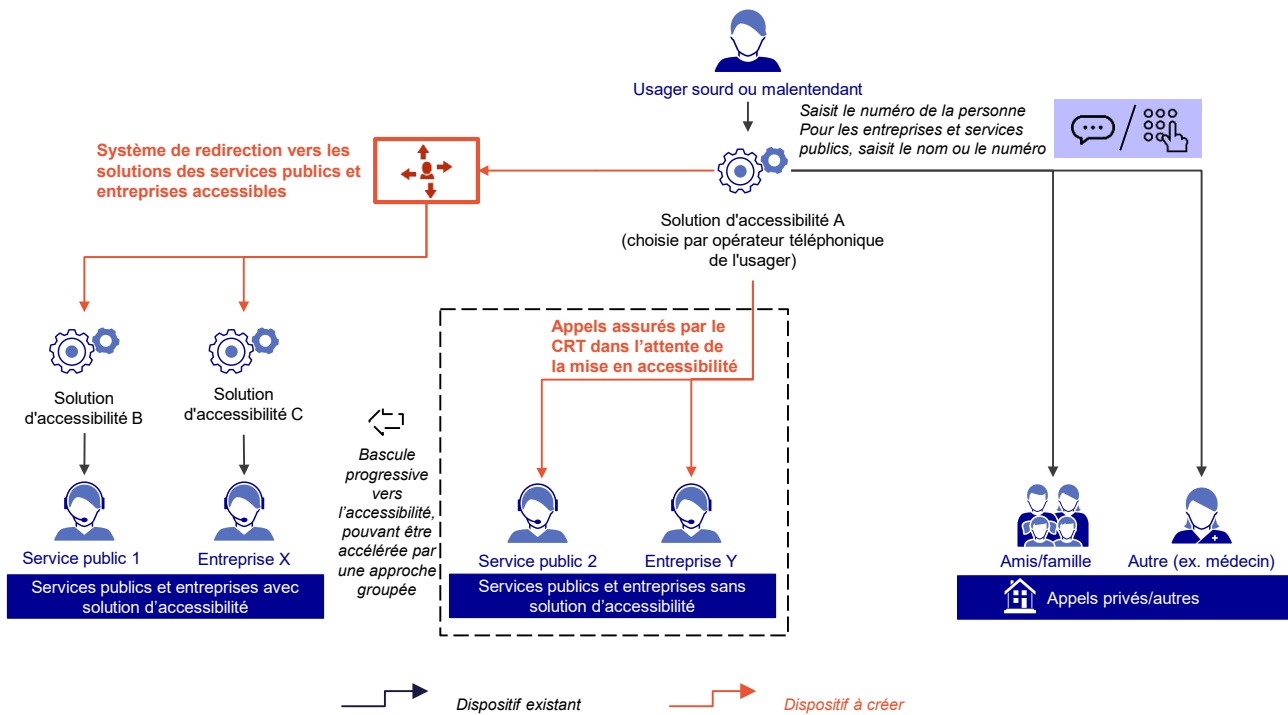 Usager sourd ou malentendant
Saisit le numéro de la personne
Pour les entreprises et services
publics, saisit le nom ou le numéro
Système de redirection vers les
solutions des services publics et
entreprises accessibles
Solution d'accessibilité A
(choisie par opérateur téléphonique
de l'usager)
Appels assurés par le
CRT dans l’attente de
la mise en accessibilité
Solution
d'accessibilité B
Solution
d'accessibilité C
Bascule
progressive
vers
l’accessibilité,
pouvant être
accélérée par
une approche
groupée
Service public 1
Entreprise X
Services publics et entreprises avec
solution d’accessibilité
Service public 2
Entreprise Y
Services publics et entreprises sans
solution d’accessibilité
Amis/famille
Autre (ex. médecin)
Appels privés/autres
Dispositif existant
Dispositif à créer